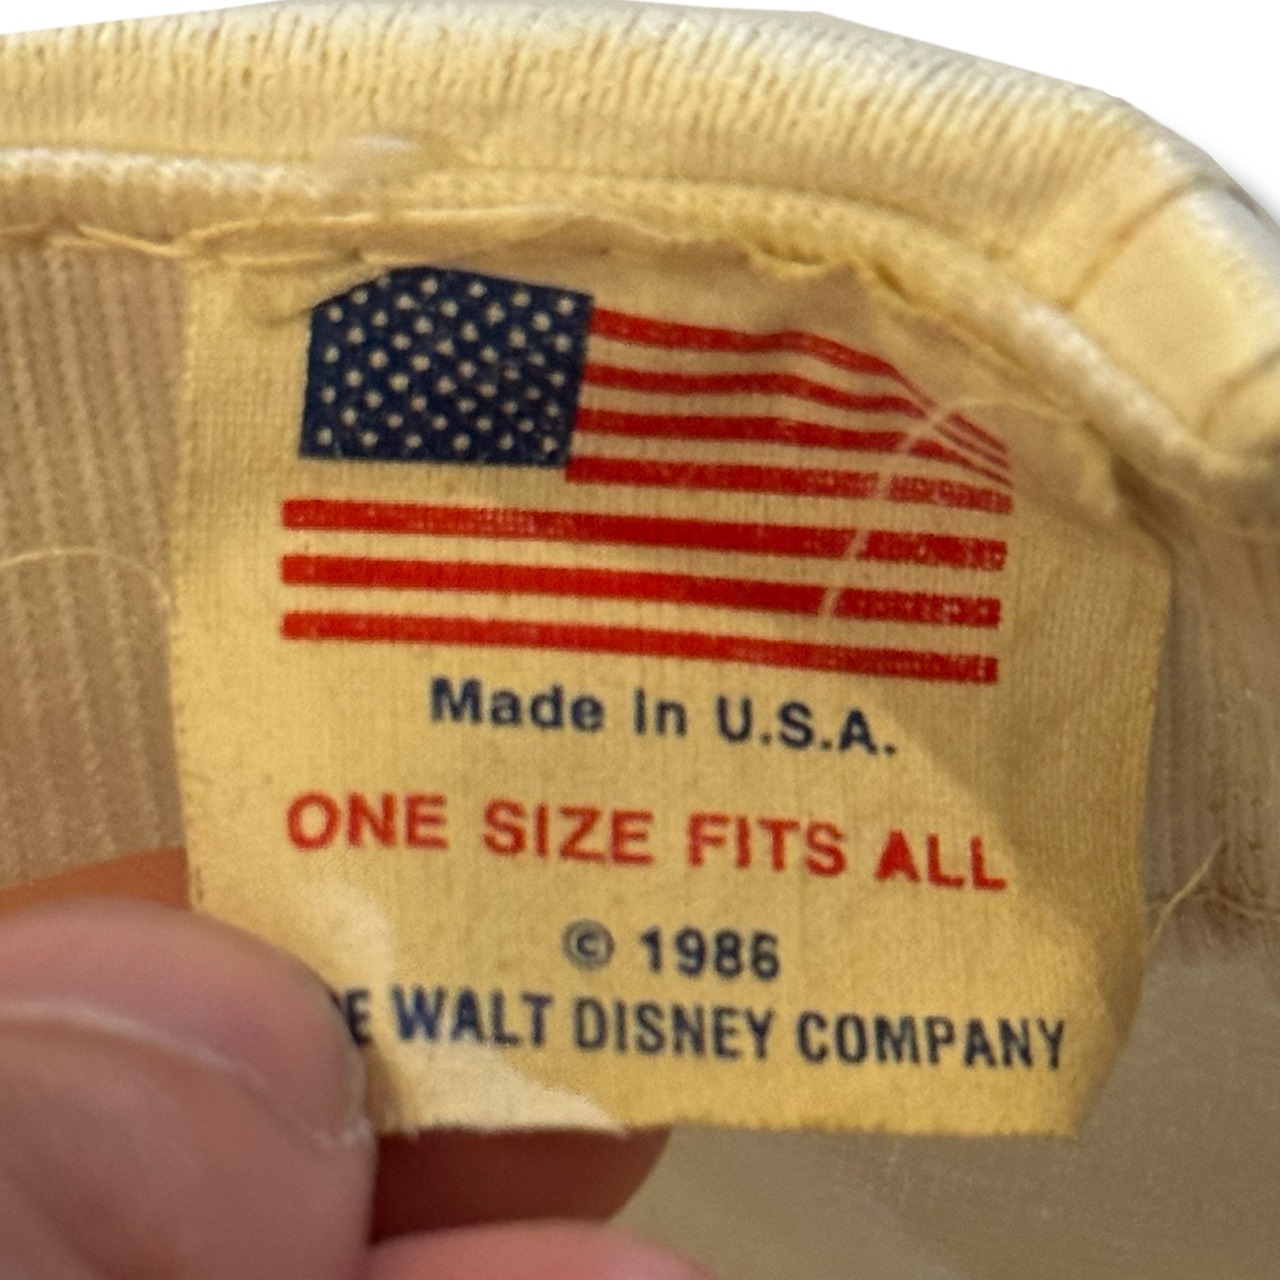 Made in U.S.A.
ONE SIZE FITS ALL
© 1986
WALT DISNEY COMPANY